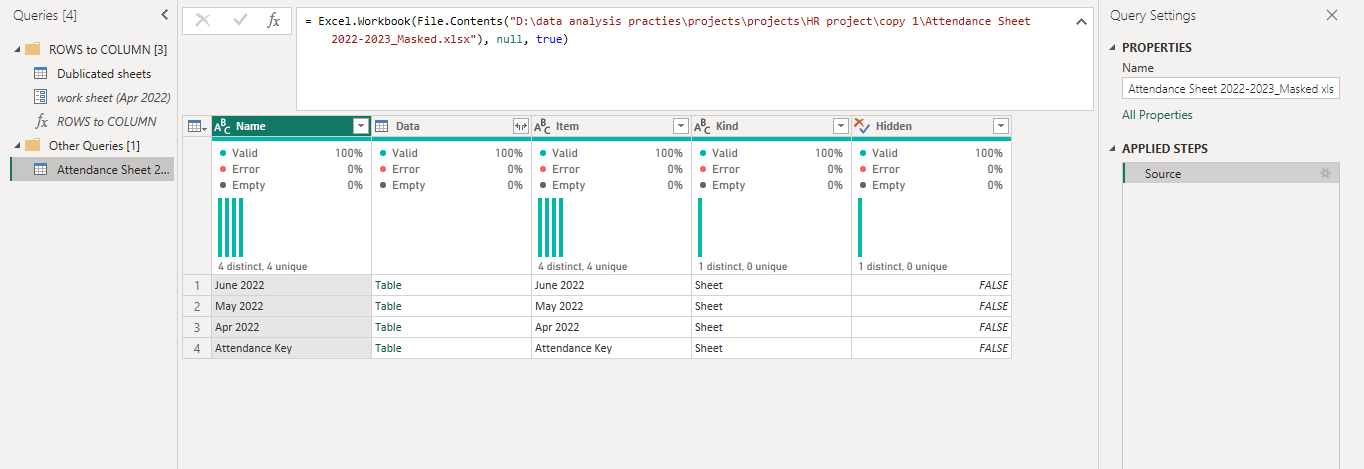 Queries [4]
ROWS to COLUMN [3]
Dublicated sheets
work sheet (Apr 2022)
fx ROWS to COLUMN
Other Queries [1]
Attendance Sheet 2...
fx
= Excel.Workbook(File.Contents("D:\data analysis practies\projects\projects\HR project\copy 1\Attendance Sheet
2022-2023_Masked.xlsx"), null, true)
ABC Name Data ABC Item ABC Kind Hidden
Valid 100% Valid 100% Valid 100% Valid 100% Valid 100%
Error 0% Error 0% Error 0% Error 0% Error 0%
Empty 0% Empty 0% Empty 0% Empty 0% Empty 0%
4 distinct, 4 unique 4 distinct, 4 unique 1 distinct, 0 unique 1 distinct, 0 unique
1 June 2022 Table June 2022 Sheet FALSE
2 May 2022 Table May 2022 Sheet FALSE
3 Apr 2022 Table Apr 2022 Sheet FALSE
4 Attendance Key Table Attendance Key Sheet FALSE
Query Settings
PROPERTIES
Name
Attendance Sheet 2022-2023_Masked xls
All Properties
APPLIED STEPS
Source